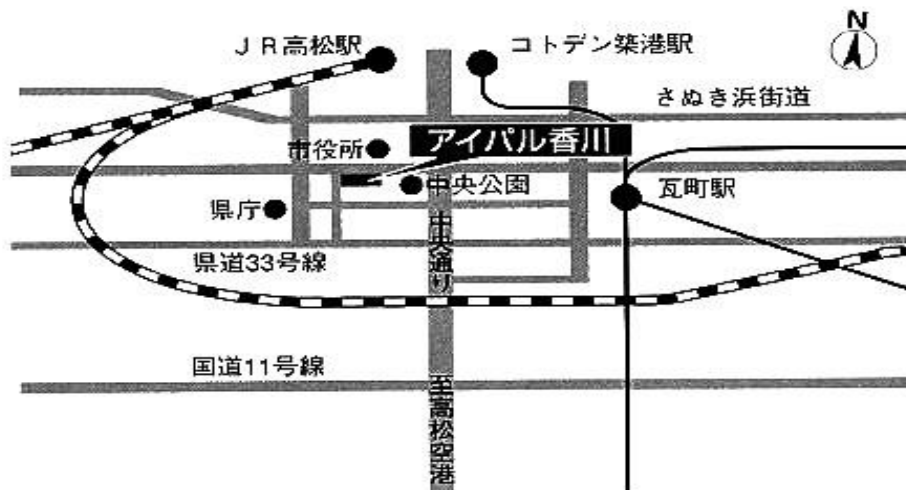 N
JR高松駅
コトデン築港駅
さぬき浜街道
アイパル香川
市役所
中央公園
瓦町駅
県庁
中央通り
県道33号線
国道11号線
至高松空港